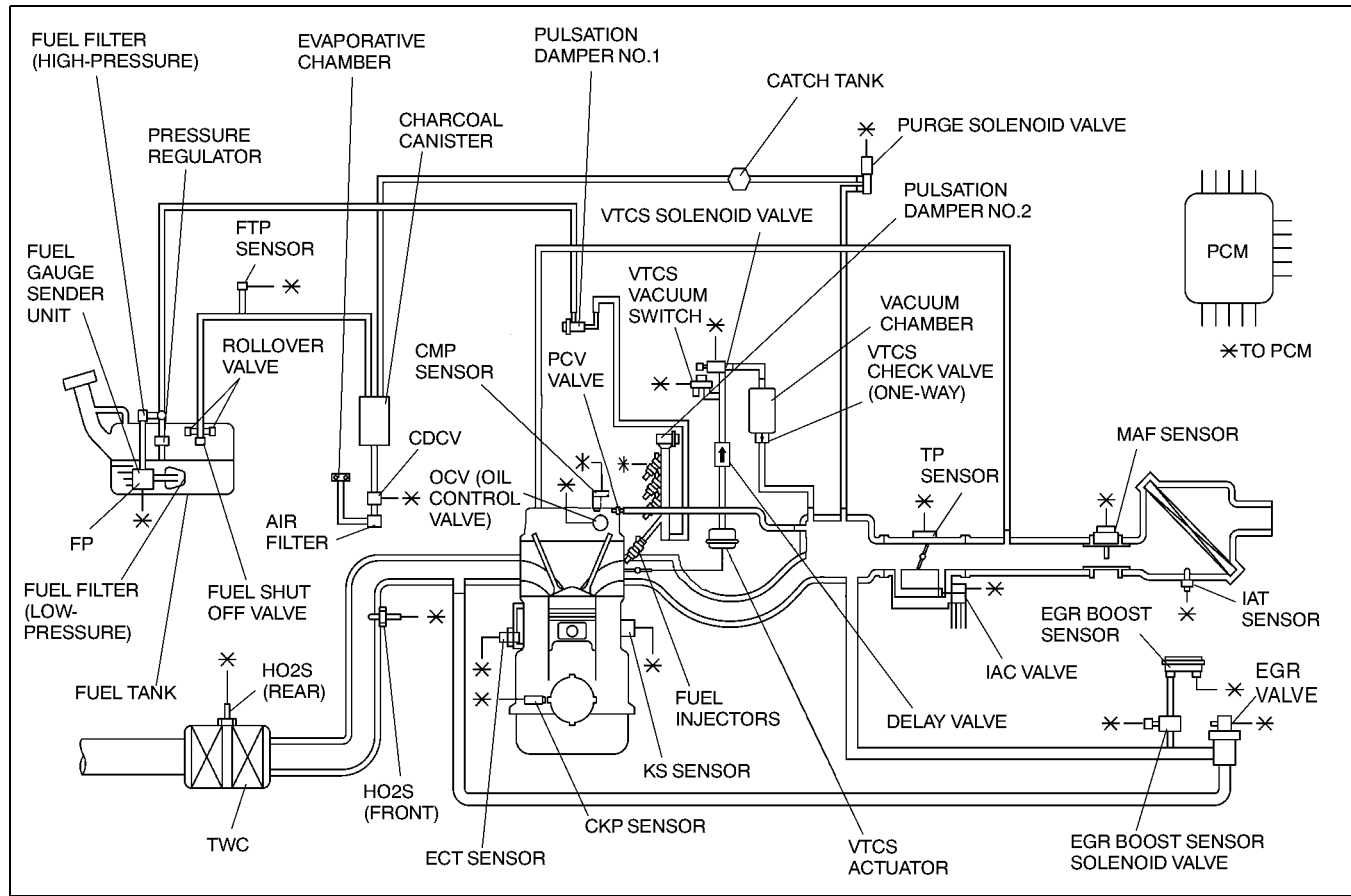 FUEL FILTER
(HIGH-PRESSURE)
EVAPORATIVE
CHAMBER
PULSATION
DAMPER NO.1
CATCH TANK
PURGE SOLENOID VALVE
PRESSURE
REGULATOR
CHARCOAL
CANISTER
PULSATION
DAMPER NO.2
VTCS SOLENOID VALVE
FTP
SENSOR
FUEL
GAUGE
SENDER
UNIT
VTCS
VACUUM
SWITCH
VACUUM
CHAMBER
PCM
TO PCM
ROLLOVER
VALVE
CMP
SENSOR
PCV
VALVE
VTCS
CHECK VALVE
(ONE-WAY)
CDCV
OCV (OIL
CONTROL
VALVE)
TP
SENSOR
MAF SENSOR
FP
AIR
FILTER
FUEL FILTER
(LOW-
PRESSURE)
FUEL SHUT
OFF VALVE
IAT
SENSOR
EGR BOOST
SENSOR
IAC VALVE
EGR
VALVE
HO2S
(REAR)
FUEL TANK
FUEL
INJECTORS
DELAY VALVE
KS SENSOR
HO2S
(FRONT)
CKP SENSOR
TWC
ECT SENSOR
VTCS
ACTUATOR
EGR BOOST SENSOR
SOLENOID VALVE